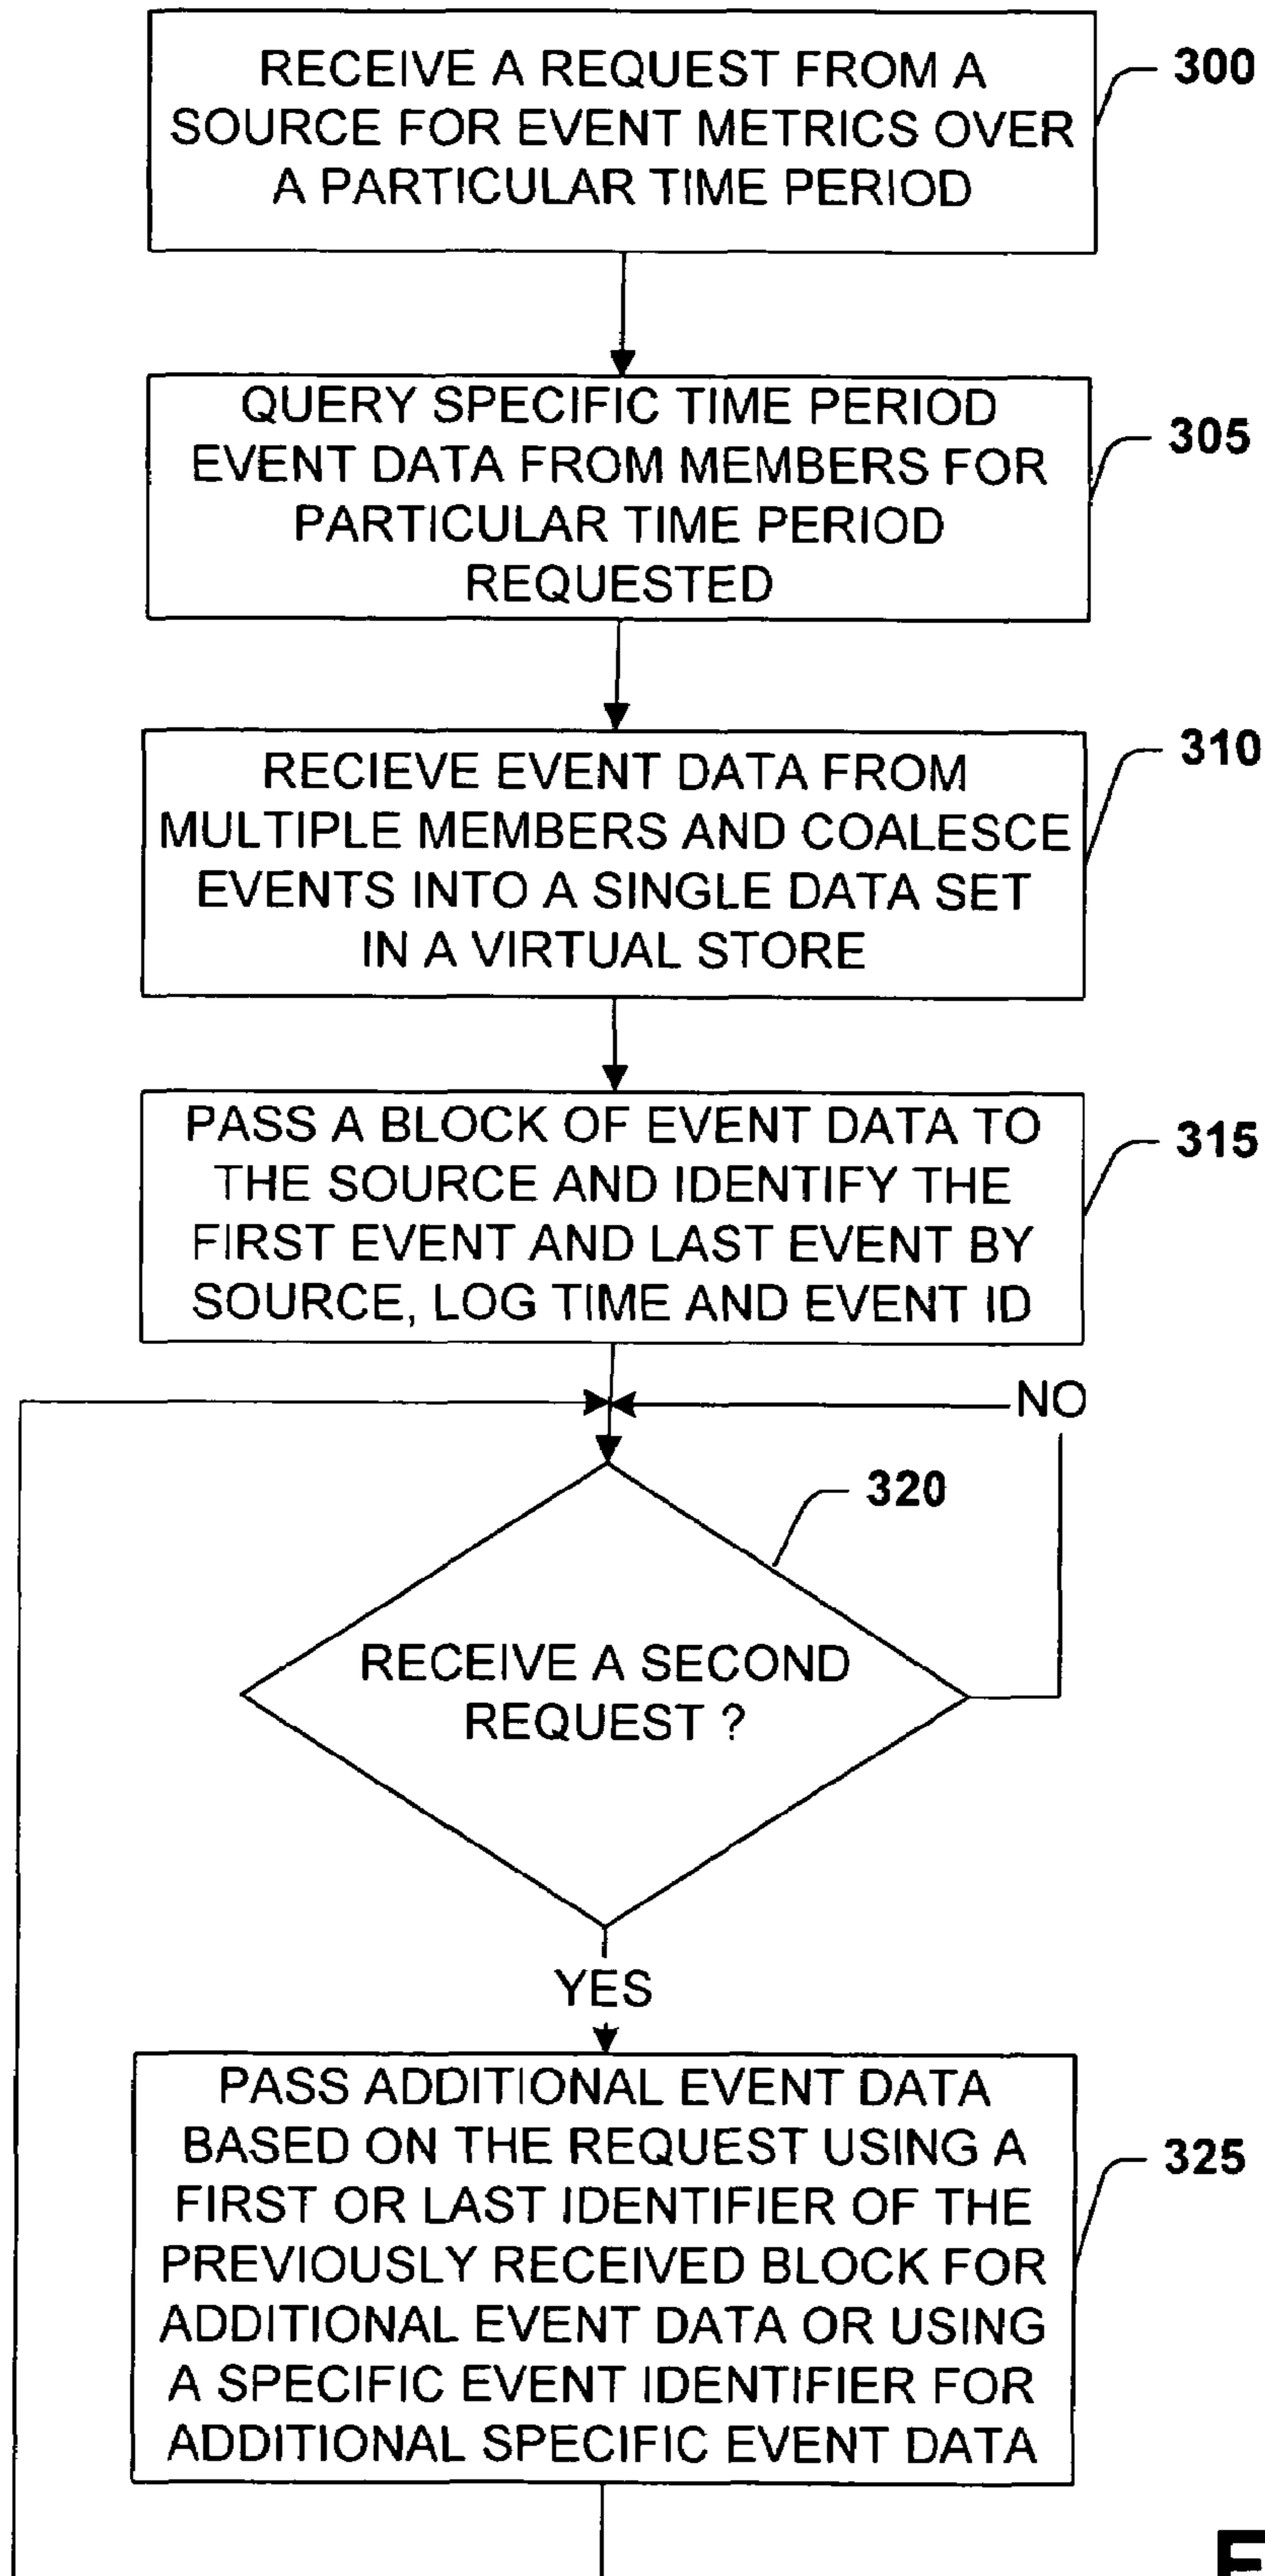 RECEIVE A REQUEST FROM A
SOURCE FOR EVENT METRICS OVER
A PARTICULAR TIME PERIOD
300
QUERY SPECIFIC TIME PERIOD
EVENT DATA FROM MEMBERS FOR
PARTICULAR TIME PERIOD
REQUESTED
305
RECIEVE EVENT DATA FROM
MULTIPLE MEMBERS AND COALESCE
EVENTS INTO A SINGLE DATA SET
IN A VIRTUAL STORE
310
PASS A BLOCK OF EVENT DATA TO
THE SOURCE AND IDENTIFY THE
FIRST EVENT AND LAST EVENT BY
SOURCE, LOG TIME AND EVENT ID
315
NO
320
RECEIVE A SECOND
REQUEST ?
YES
PASS ADDITIONAL EVENT DATA
BASED ON THE REQUEST USING A
FIRST OR LAST IDENTIFIER OF THE
PREVIOUSLY RECEIVED BLOCK FOR
ADDITIONAL EVENT DATA OR USING
A SPECIFIC EVENT IDENTIFIER FOR
ADDITIONAL SPECIFIC EVENT DATA
325